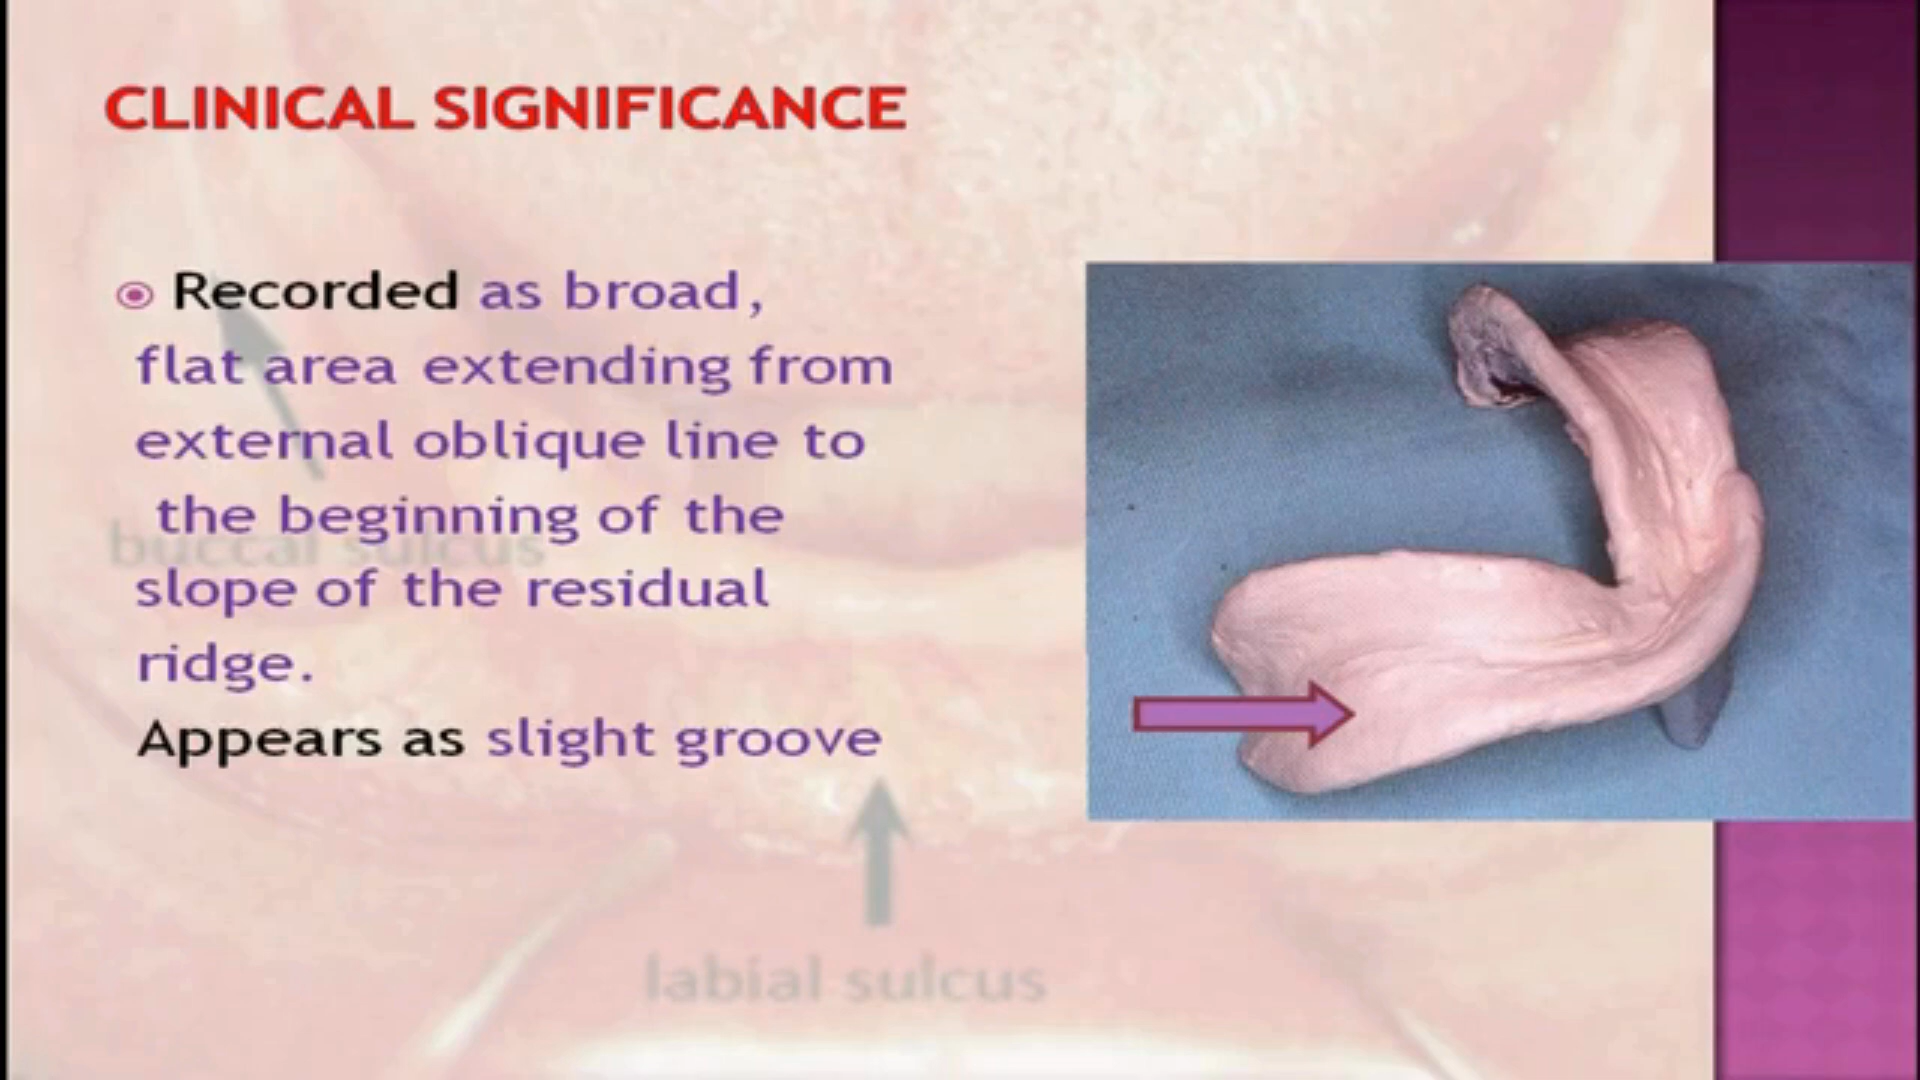 CLINICAL SIGNIFICANCE
Recorded as broad,
flat area extending from
external oblique line to
the beginning of the
slope of the residual
ridge.
Appears as slight groove
buccal sulcus
labial sulcus